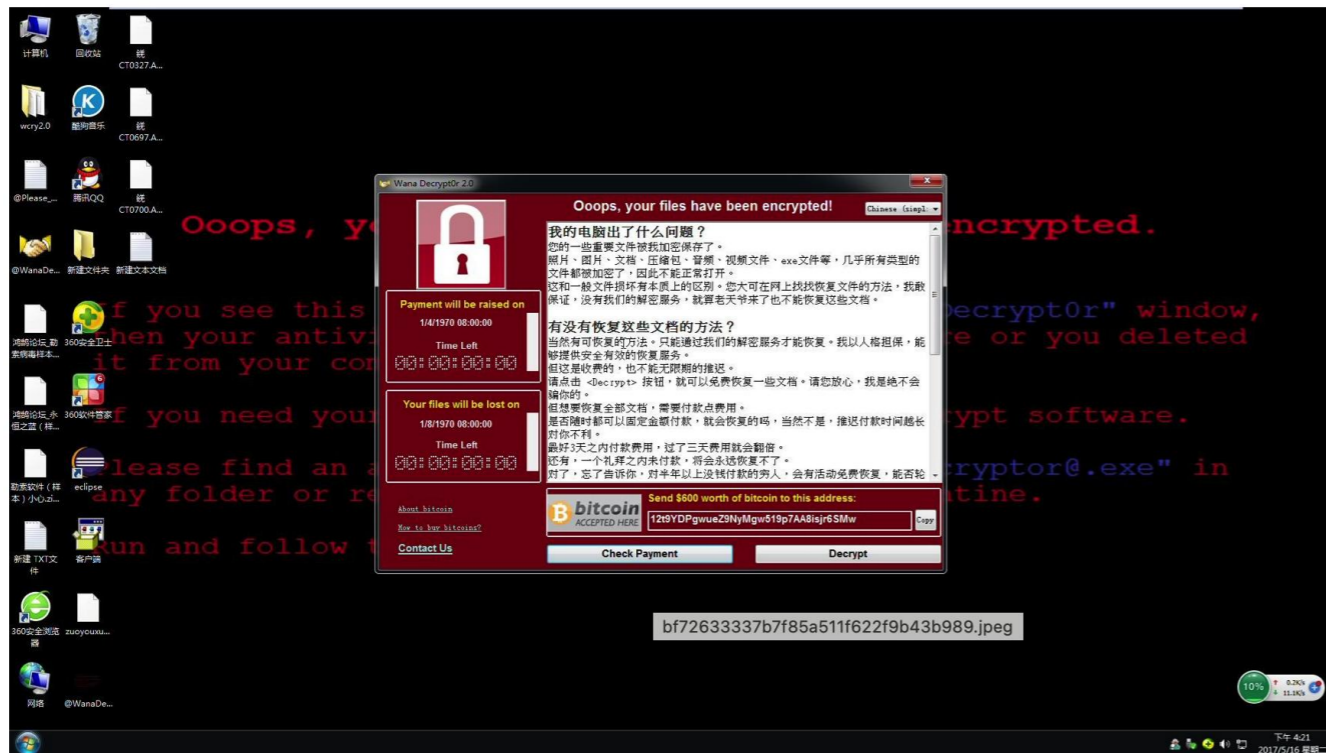 计算机
回收站
CT0327.A...
wcry2.0
酷狗音乐
CT0697.A...
@Please_...
腾讯QQ
CT0700.A...
@WanaDe...
新建文件夹
新建文本文档
360安全卫士
360软件管家
eclipse
新建 TXT文
件
客户端
360安全浏览
器
zuoyouxu...
网络
@WanaDe...
Ooops, y
ncrypted.
If you see this
ecrypt0r" window,
then your antivi
e or you deleted
it from your com
If you need your
ypt software.
Please find an a
ryptor@.exe" in
any folder or re
tine.
Run and follow t
Wana Decrypt0r 2.0
Ooops, your files have been encrypted!
Chinese (simpl:
Payment will be raised on
1/4/1970 08:00:00
Time Left
00:00:00:00
Your files will be lost on
1/8/1970 08:00:00
Time Left
00:00:00:00
About bitcoin
How to buy bitcoins?
Contact Us
我的电脑出了什么问题？
您的一些重要文件被我加密保存了。
照片、图片、文档、压缩包、音频、视频文件、exe文件等，几乎所有类型的
文件都被加密了，因此不能正常打开。
这和一般文件损坏有本质上的区别。您大可在网上找找恢复文件的方法，我敢
保证，没有我们的解密服务，就算老天爷来了也不能恢复这些文档。
有没有恢复这些文档的方法？
当然有可恢复的方法。只能通过我们的解密服务才能恢复。我以人格担保，能
够提供安全有效的恢复服务。
但这是收费的，也不能无限期的推迟。
请点击 <Decrypt> 按钮，就可以免费恢复一些文档。请您放心，我是绝不会
骗你的。
但想要恢复全部文档，需要付款点费用。
是否随时都可以固定金额付款，就会恢复的吗，当然不是，推迟付款时间越长
对你不利。
最好3天之内付款费用，过了三天费用就会翻倍。
还有，一个礼拜之内未付款，将会永远恢复不了。
对了，忘了告诉你，对半年以上没钱付款的穷人，会有活动免费恢复，能否轮
bitcoin
ACCEPTED HERE
Send $600 worth of bitcoin to this address:
12t9YDPgwueZ9NyMgw519p7AA8isjr6SMw
Copy
Check Payment
Decrypt
bf72633337b7f85a511f622f9b43b989.jpeg
10%
0.2K/s
11.1K/s
下午 4:21
2017/5/16 星期